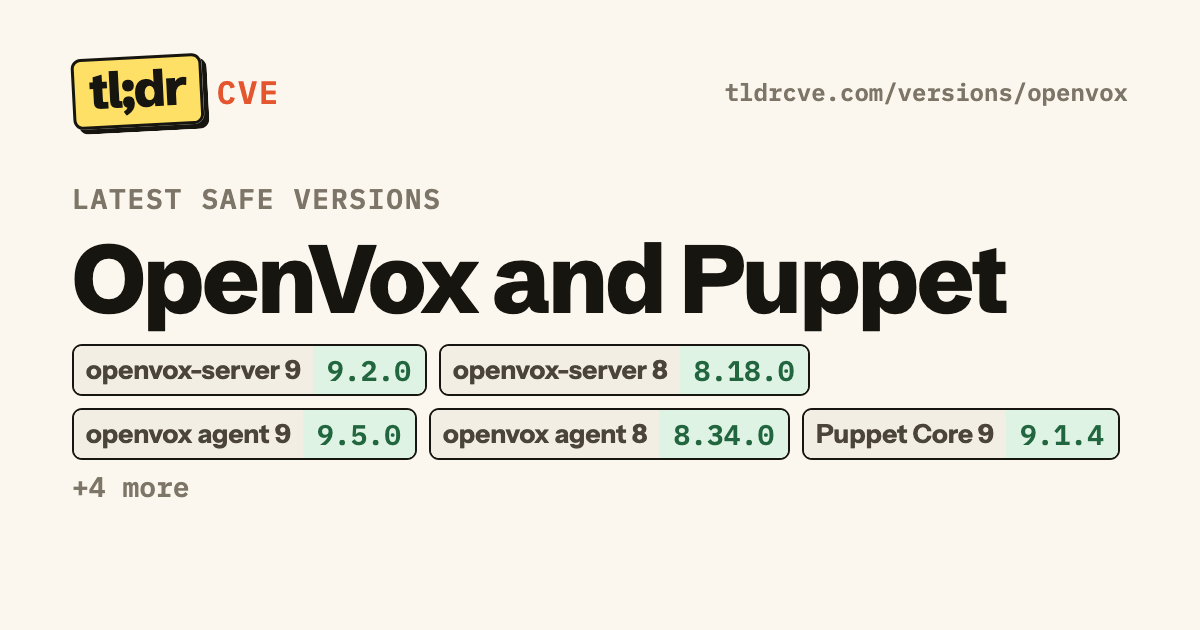 tl;dr CVE
tldrcve.com/versions/openvox
LATEST SAFE VERSIONS
OpenVox and Puppet
openvox-server 9 9.2.0 openvox-server 8 8.18.0
openvox agent 9 9.5.0 openvox agent 8 8.34.0 Puppet Core 9 9.1.4
+4 more